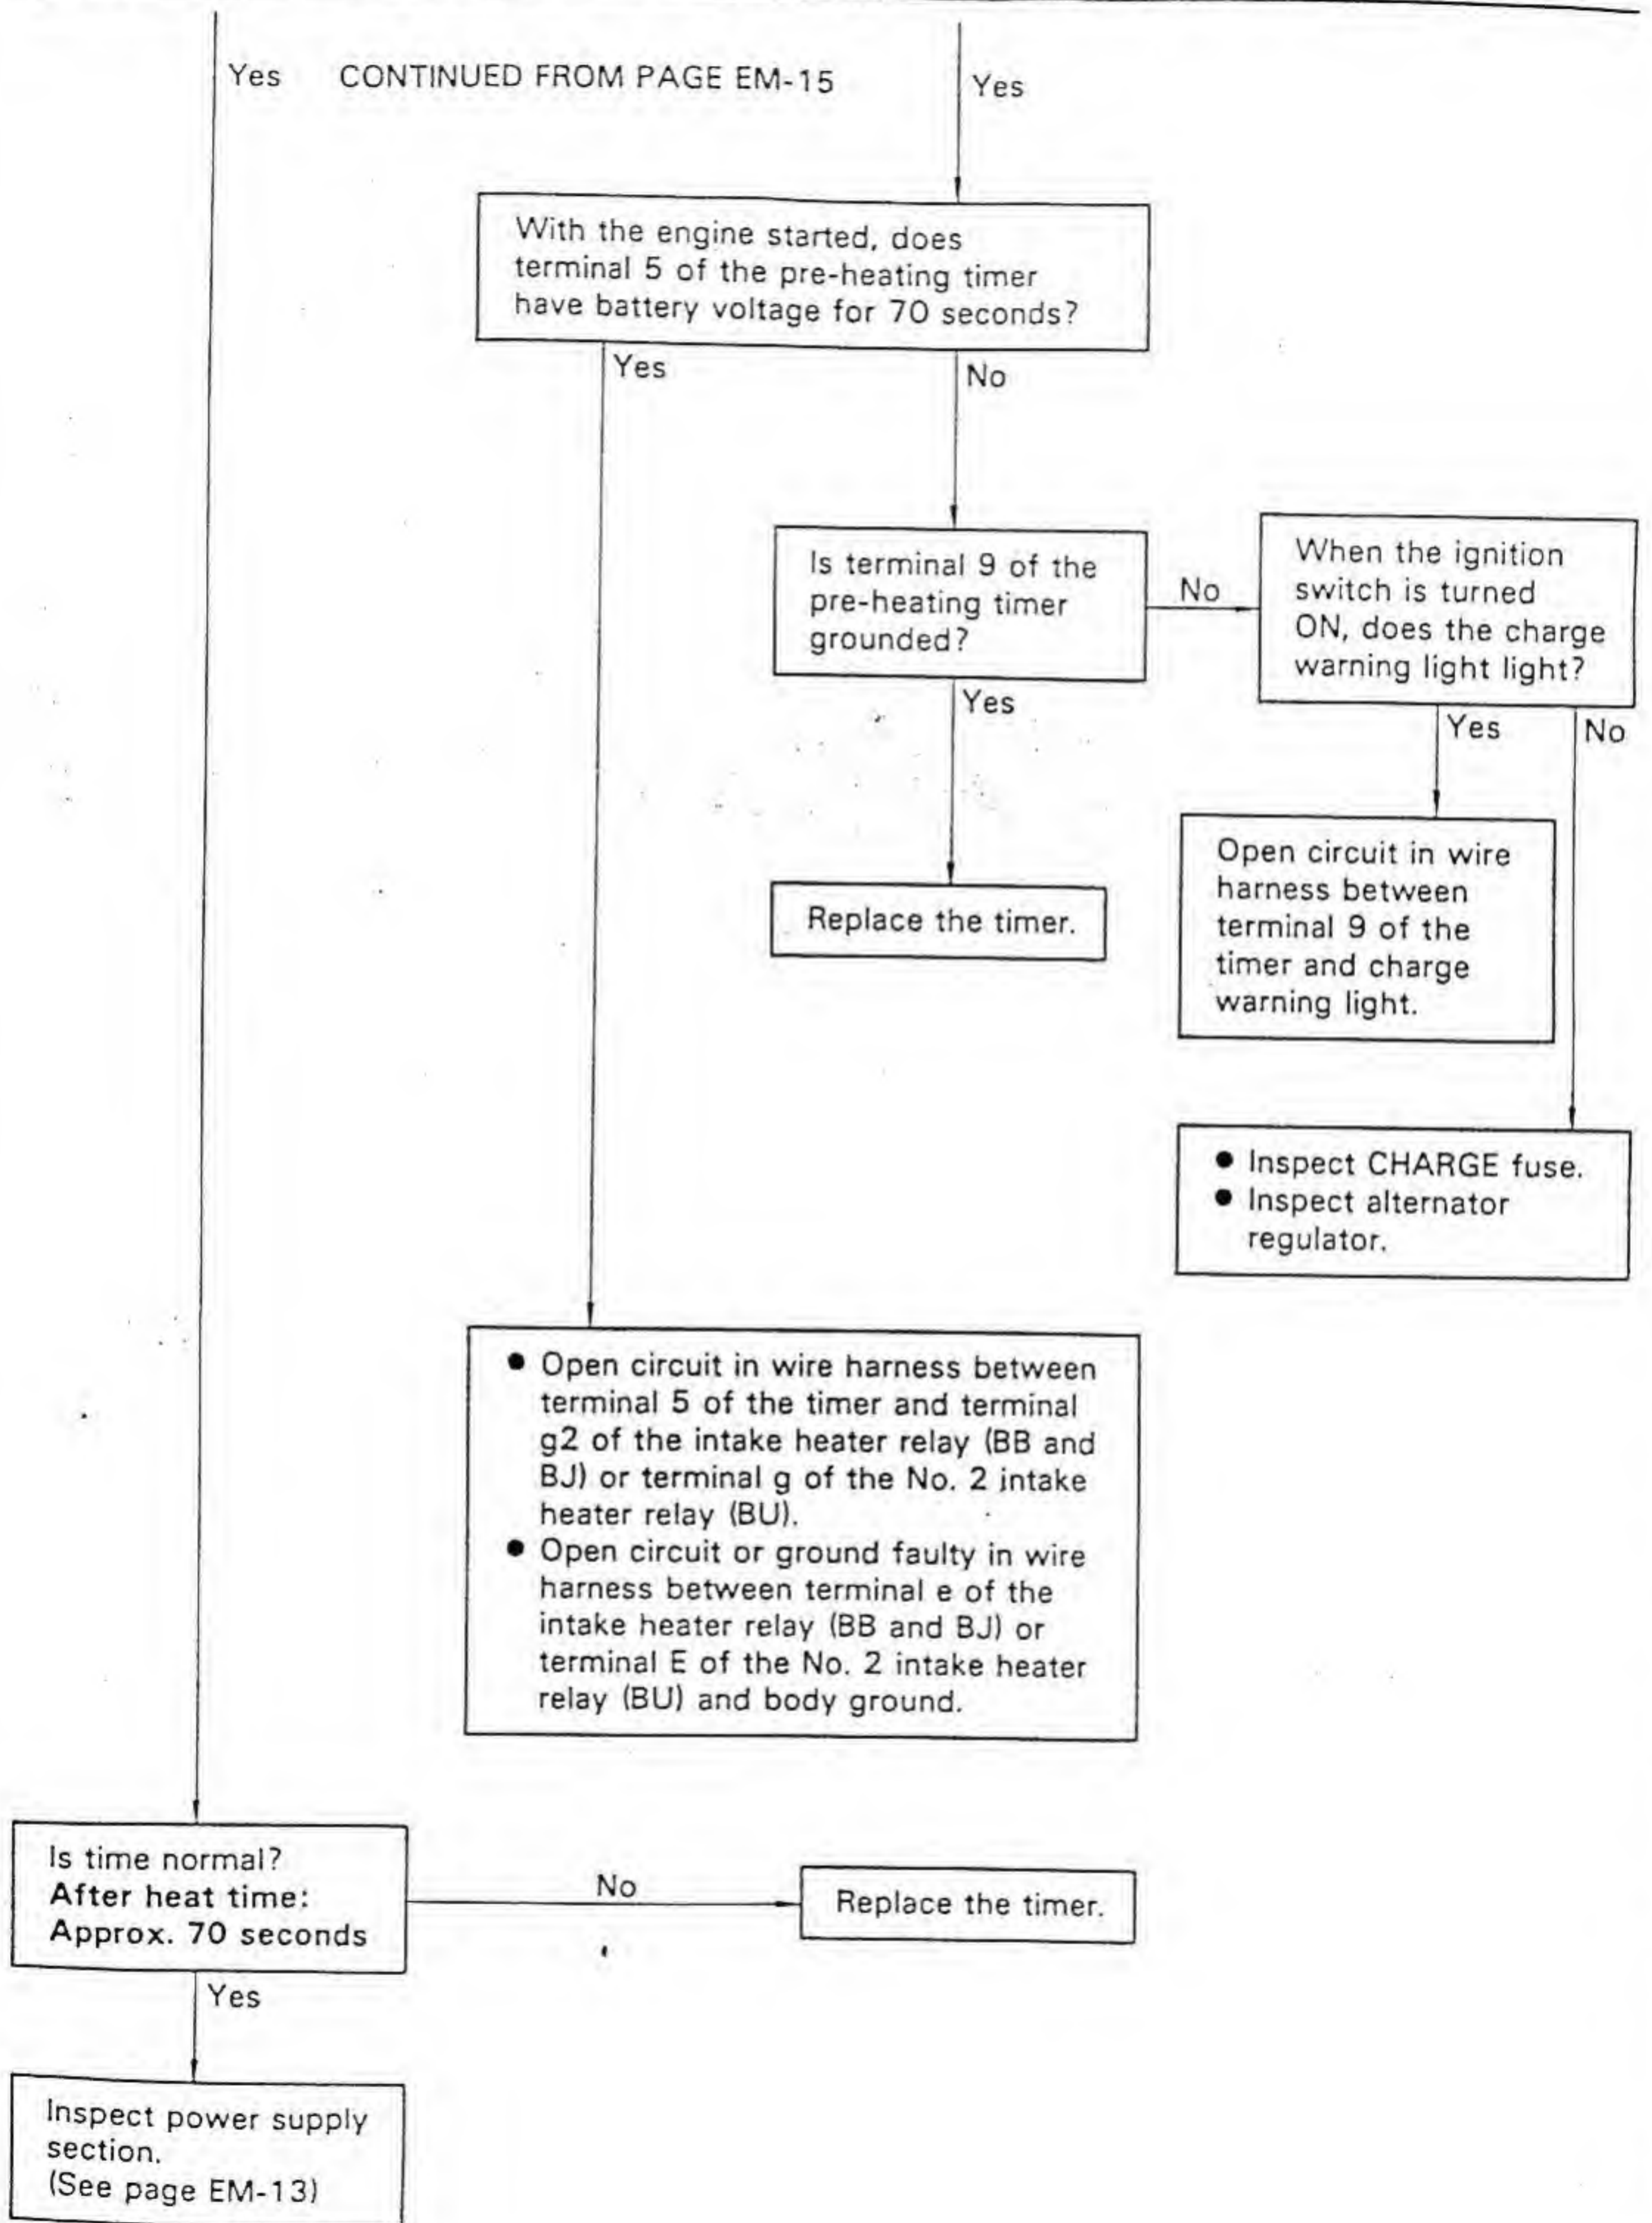 Yes CONTINUED FROM PAGE EM-15
Yes
With the engine started, does
terminal 5 of the pre-heating timer
have battery voltage for 70 seconds?
Yes
No
Is terminal 9 of the
pre-heating timer
grounded?
No
When the ignition
switch is turned
ON, does the charge
warning light light?
Yes
Yes
No
Replace the timer.
Open circuit in wire
harness between
terminal 9 of the
timer and charge
warning light.
● Inspect CHARGE fuse.
● Inspect alternator
regulator.
● Open circuit in wire harness between
terminal 5 of the timer and terminal
g2 of the intake heater relay (BB and
BJ) or terminal g of the No. 2 intake
heater relay (BU).
● Open circuit or ground faulty in wire
harness between terminal e of the
intake heater relay (BB and BJ) or
terminal E of the No. 2 intake heater
relay (BU) and body ground.
Is time normal?
After heat time:
Approx. 70 seconds
No
Replace the timer.
Yes
Inspect power supply
section.
(See page EM-13)